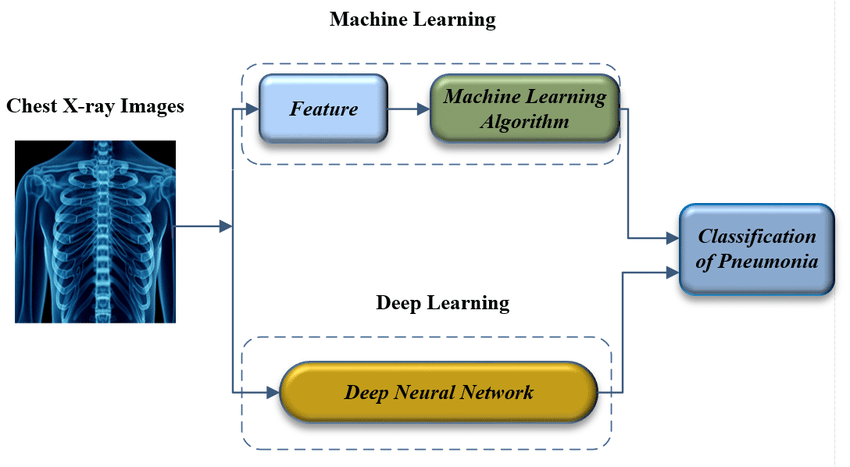 Machine Learning
Chest X-ray Images
Feature
Machine Learning
Algorithm
Classification
of Pneumonia
Deep Learning
Deep Neural Network